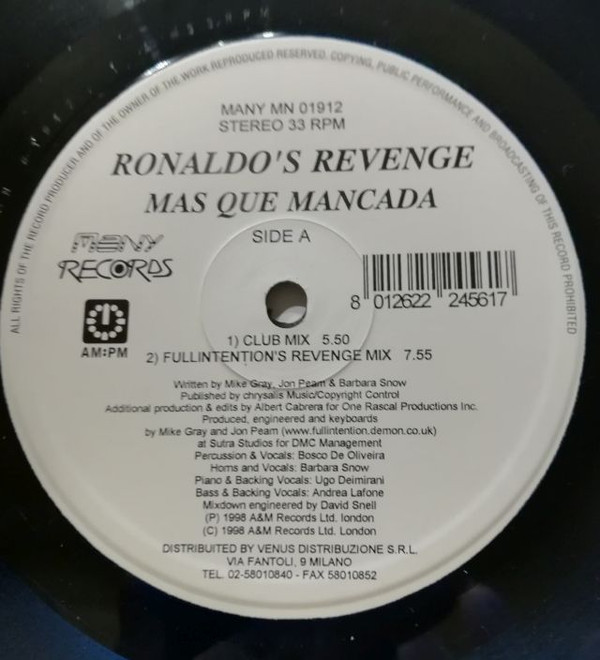 ALL RIGHTS OF THE RECORD PRODUCER AND OF THE OWNER OF THE WORK REPRODUCED RESERVED. COPYING, PUBLIC PERFORMANCE AND BROADCASTING OF THIS RECORD PROHIBITED
MANY MN 01912
STEREO 33 RPM
RONALDO'S REVENGE
MAS QUE MANCADA
SIDE A
MANY
RECORDS
8 012622 245617
AM:PM
1) CLUB MIX 5.50
2) FULLINTENTION'S REVENGE MIX 7.55
Written by Mike Gray, Jon Pearn & Barbara Snow
Published by chrysalis Music/Copyright Control
Additional production & edits by Albert Cabrera for One Rascal Productions Inc.
Produced, engineered and keyboards
by Mike Gray and Jon Pearn (www.fullintention.demon.co.uk)
at Sutra Studios for DMC Management
Percussion & Vocals: Bosco De Oliveira
Horns and Vocals: Barbara Snow
Piano & Backing Vocals: Ugo Deimirani
Bass & Backing Vocals: Andrea Lafone
Mixdown engineered by David Snell
(P) 1998 A&M Records Ltd. london
(C) 1998 A&M Records Ltd. London
DISTRIBUITED BY VENUS DISTRIBUZIONE S.R.L.
VIA FANTOLI, 9 MILANO
TEL. 02-58010840 - FAX 58010852